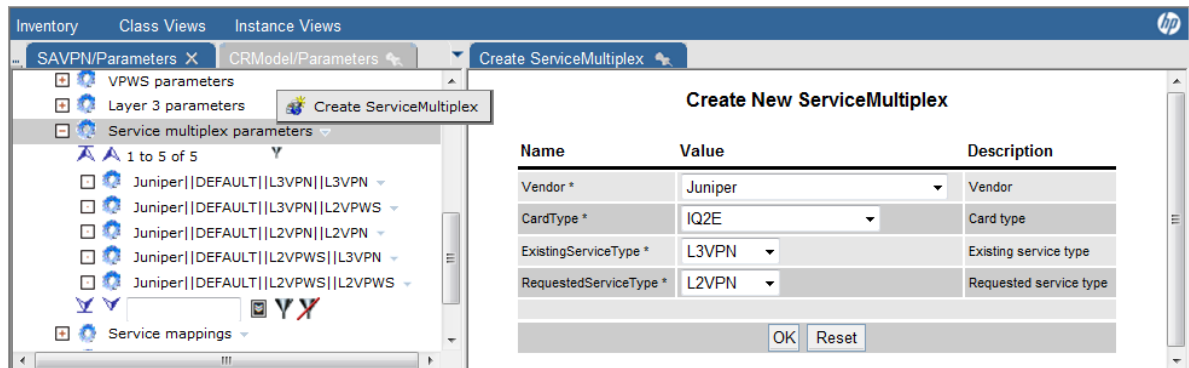 Inventory Class Views Instance Views hp
... SAVPN/Parameters X CRModel/Parameters
VPWS parameters
Layer 3 parameters
Create ServiceMultiplex
Service multiplex parameters
1 to 5 of 5
Juniper||DEFAULT||L3VPN||L3VPN
Juniper||DEFAULT||L3VPN||L2VPWS
Juniper||DEFAULT||L2VPN||L2VPN
Juniper||DEFAULT||L2VPWS||L3VPN
Juniper||DEFAULT||L2VPWS||L2VPWS
Service mappings
Create ServiceMultiplex
Create New ServiceMultiplex
Name Value Description
Vendor * Juniper Vendor
CardType * IQ2E Card type
ExistingServiceType * L3VPN Existing service type
RequestedServiceType * L2VPN Requested service type
OK Reset